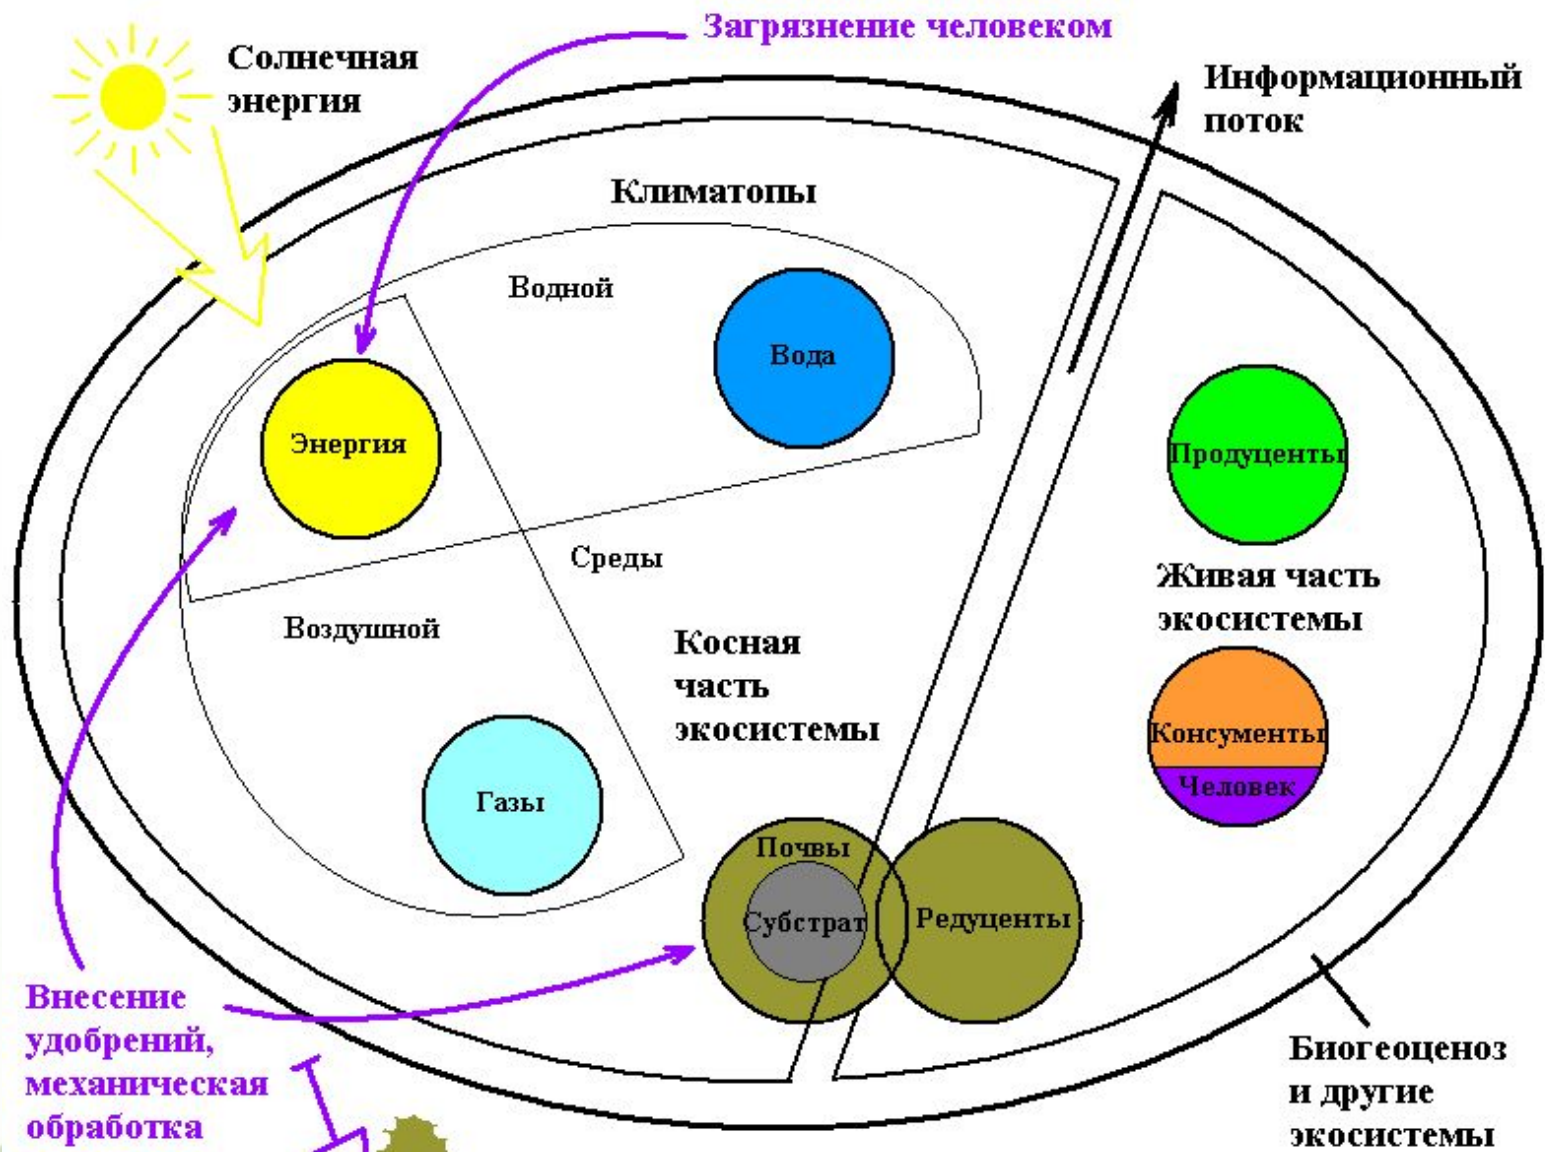 Загрязнение человеком
Солнечная
энергия
Информационный
поток
Климатопы
Водной
Вода
Энергия
Продуценты
Среды
Живая часть
экосистемы
Воздушной
Косная
часть
экосистемы
Консументы
Человек
Газы
Почвы
Субстрат
Редуценты
Внесение
удобрений,
механическая
обработка
Биогеоценоз
и другие
экосистемы